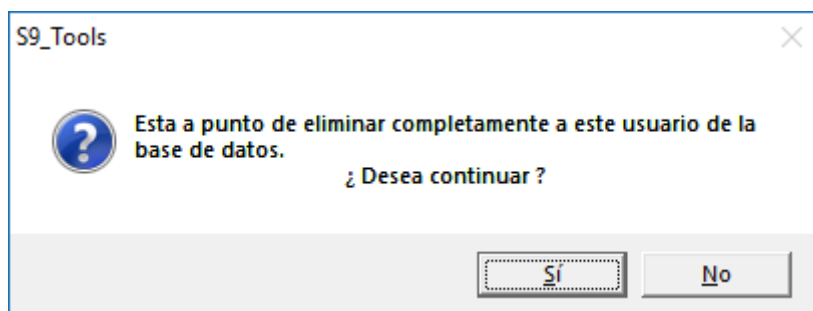 S9_Tools
Esta a punto de eliminar completamente a este usuario de la
base de datos.
¿ Desea continuar ?
Sí
No